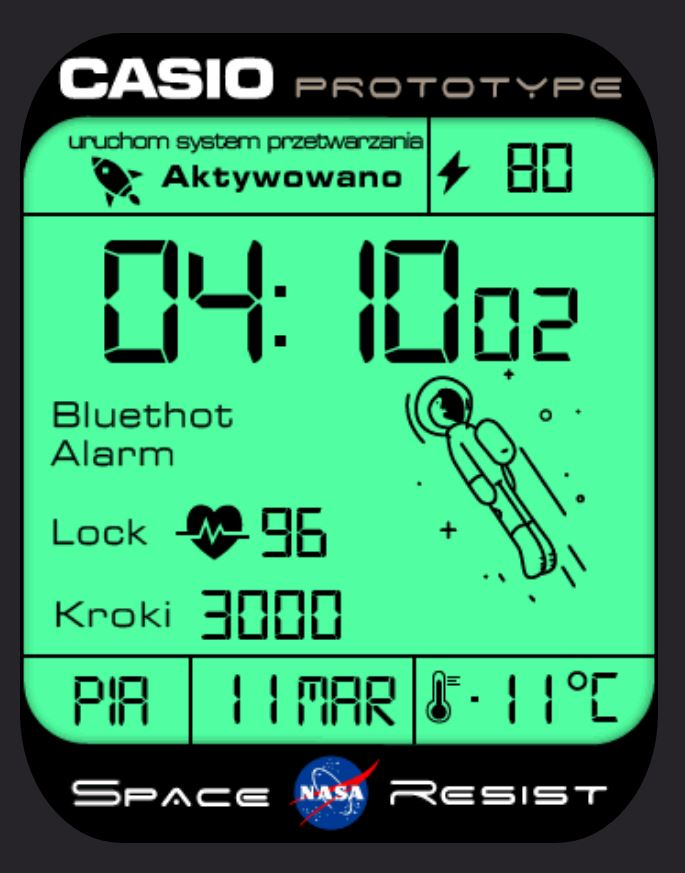 CASIO PROTOTYPE
uruchom system przetwarzania
Aktywowano
80
04:10 02
Bluethot
Alarm
Lock 96
Kroki 3000
PIA 11 MAR -11°C
SPACE NASA RESIST